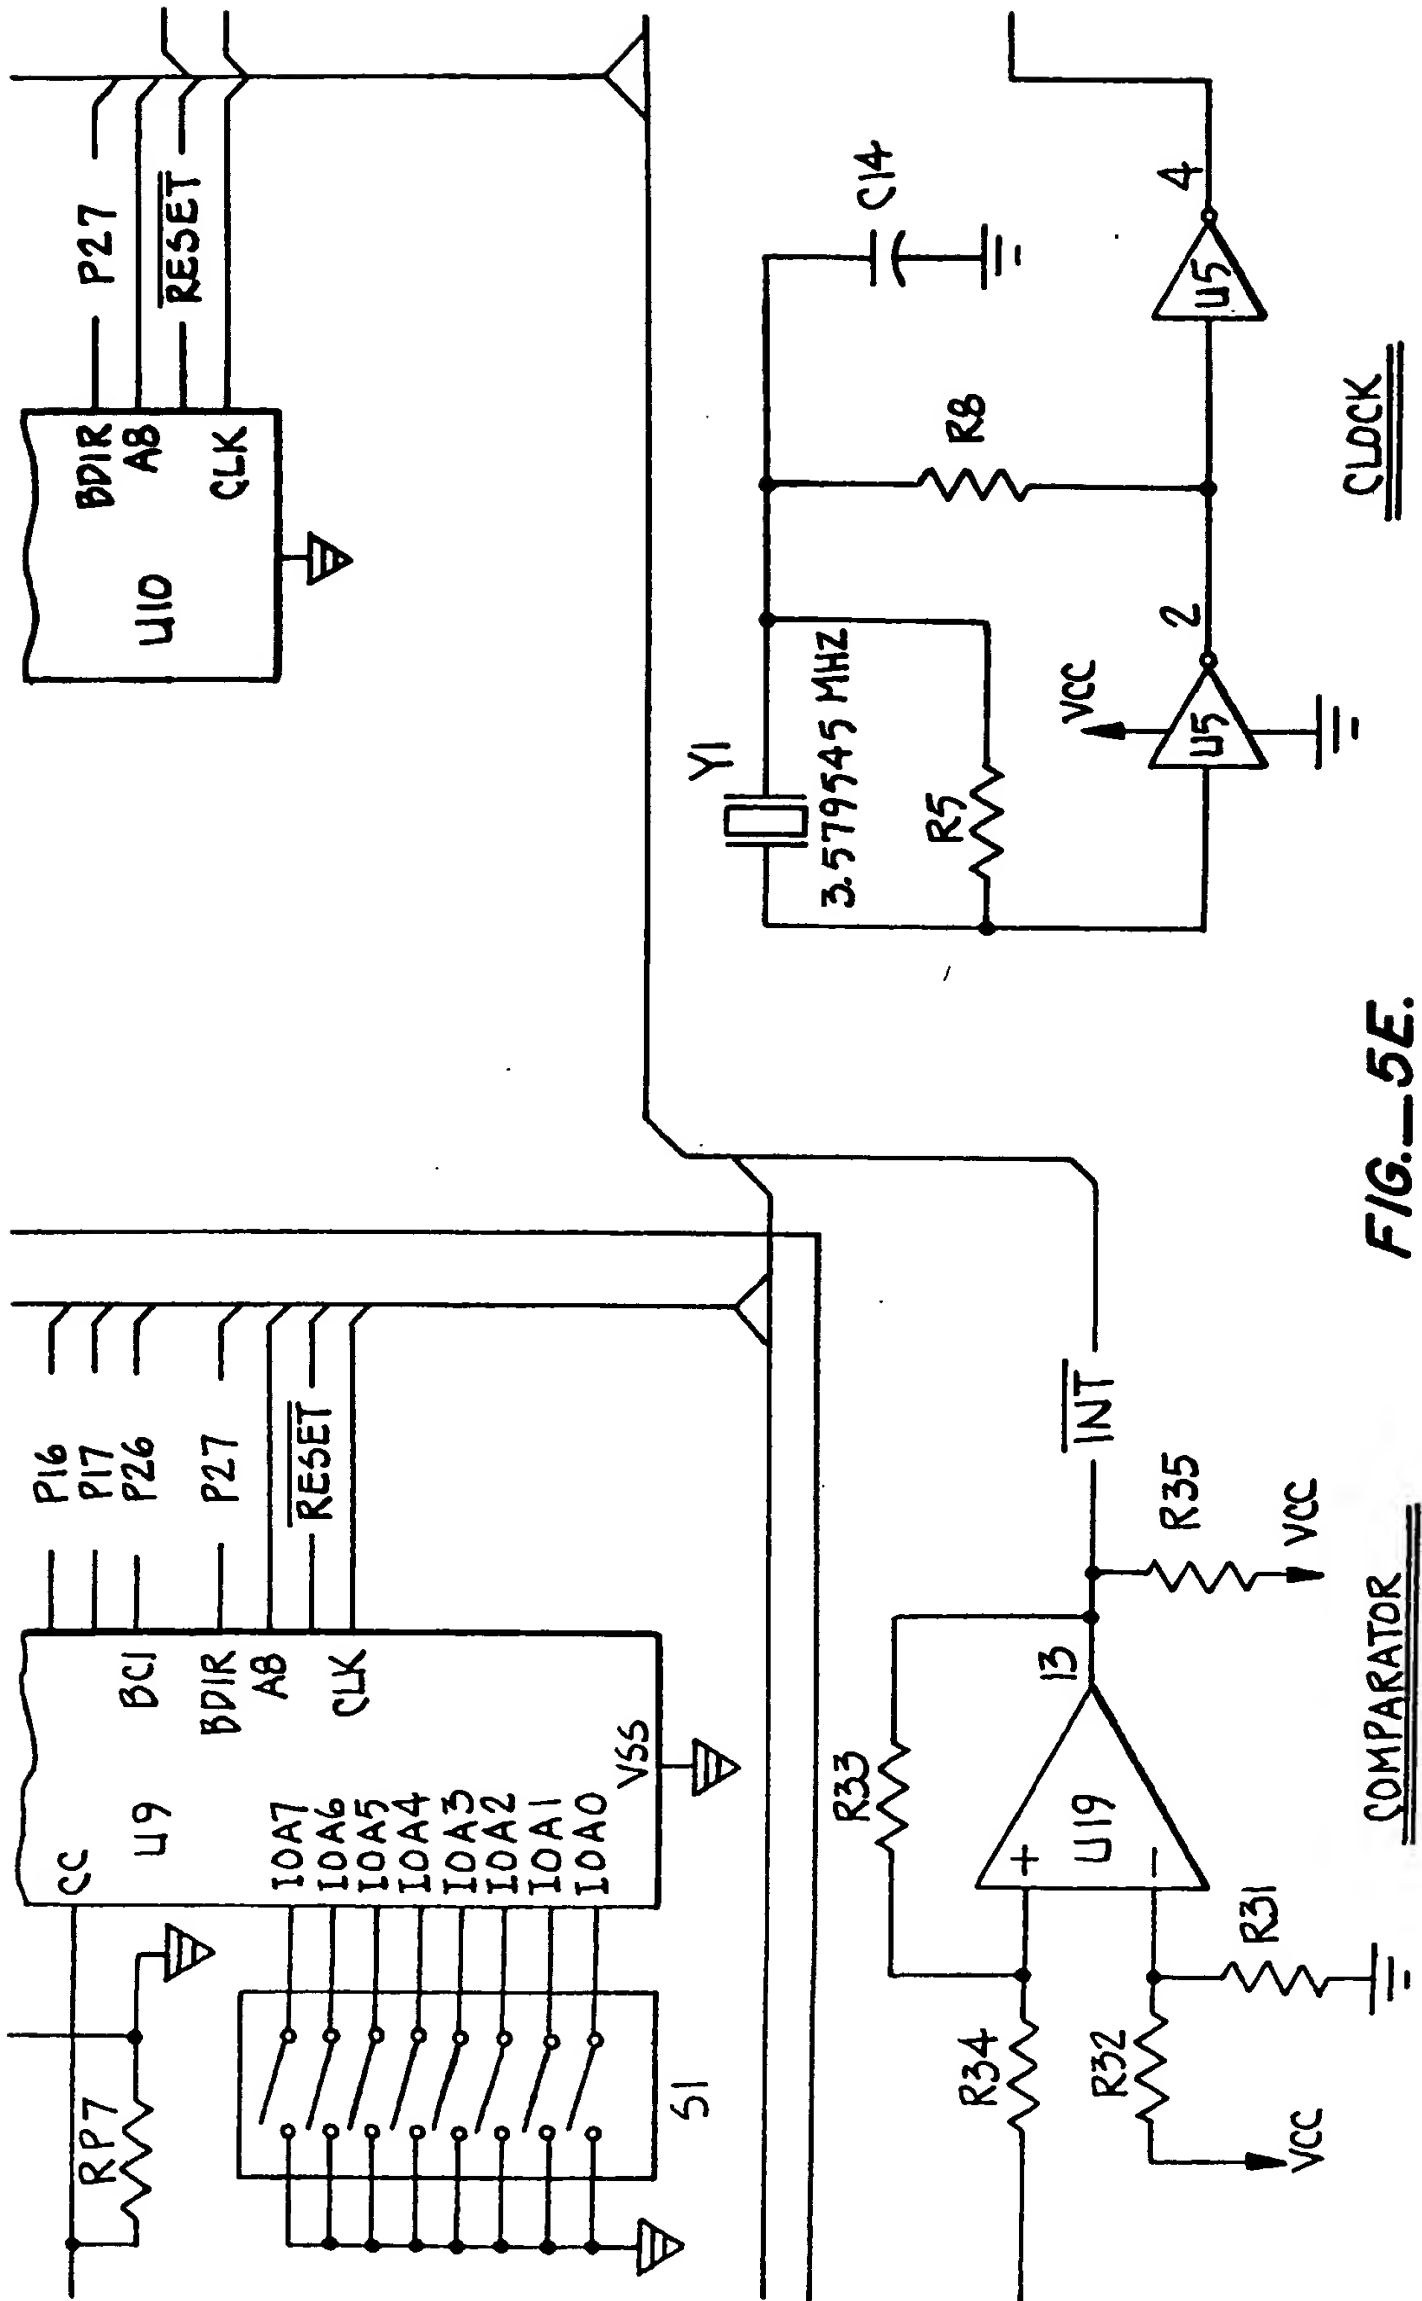 CC
U9
P16
P17
BC1
P26
BDIR
P27
A8
RESET
CLK
IOA7
IOA6
IOA5
IOA4
IOA3
IOA2
IOA1
IOA0
VSS
RP7
S1
U10
BDIR
P27
A8
RESET
CLK
R33
R34
+
U19
-
13
INT
R35
VCC
R32
R31
VCC
COMPARATOR
Y1
3.579545 MHZ
C14
R5
R8
VCC
U5
2
U5
4
CLOCK
FIG._5E.